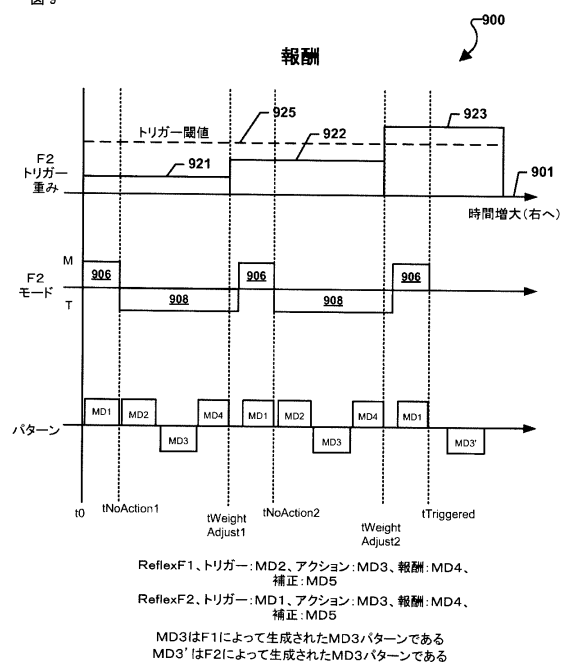 図 9
900
報酬
925
923
トリガー閾値
922
F2
トリガー
重み
921
901
時間増大(右へ)
M
F2
モード
T
906
908
906
908
906
パターン
MD1
MD2
MD3
MD4
MD1
MD2
MD3
MD4
MD1
MD3'
t0
tNoAction1
tWeight
Adjust1
tNoAction2
tWeight
Adjust2
tTriggered
ReflexF1、トリガー:MD2、アクション:MD3、報酬:MD4、
補正:MD5
ReflexF2、トリガー:MD1、アクション:MD3、報酬:MD4、
補正:MD5
MD3はF1によって生成されたMD3パターンである
MD3'はF2によって生成されたMD3パターンである